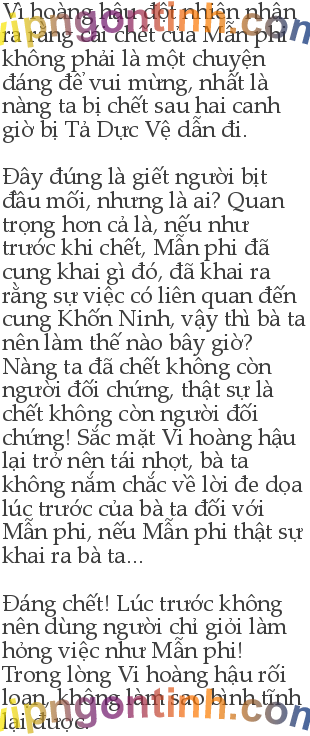 Vi hoàng hậu đột nhiên nhận
ra rằng cái chết của Mẫn phi
không phải là một chuyện
đáng để vui mừng, nhất là
nàng ta bị chết sau hai canh
giờ bị Tả Dực Vệ dẫn đi.
Đây đúng là giết người bịt
đầu mối, nhưng là ai? Quan
trọng hơn cả là, nếu như
trước khi chết, Mẫn phi đã
cung khai gì đó, đã khai ra
rằng sự việc có liên quan đến
cung Khốn Ninh, vậy thì bà ta
nên làm thế nào bây giờ?
Nàng ta đã chết không còn
người đối chứng, thật sự là
chết không còn người đối
chứng! Sắc mặt Vi hoàng hậu
lại trở nên tái nhợt, bà ta
không nắm chắc về lời đe dọa
lúc trước của bà ta đối với
Mẫn phi, nếu Mẫn phi thật sự
khai ra bà ta...
Đáng chết! Lúc trước không
nên dùng người chỉ giỏi làm
hỏng việc như Mẫn phi!
Trong lòng Vi hoàng hậu rối
loạn, không làm sao bình tĩnh
lại được.
vipngontinh.com
vipngontinh.com